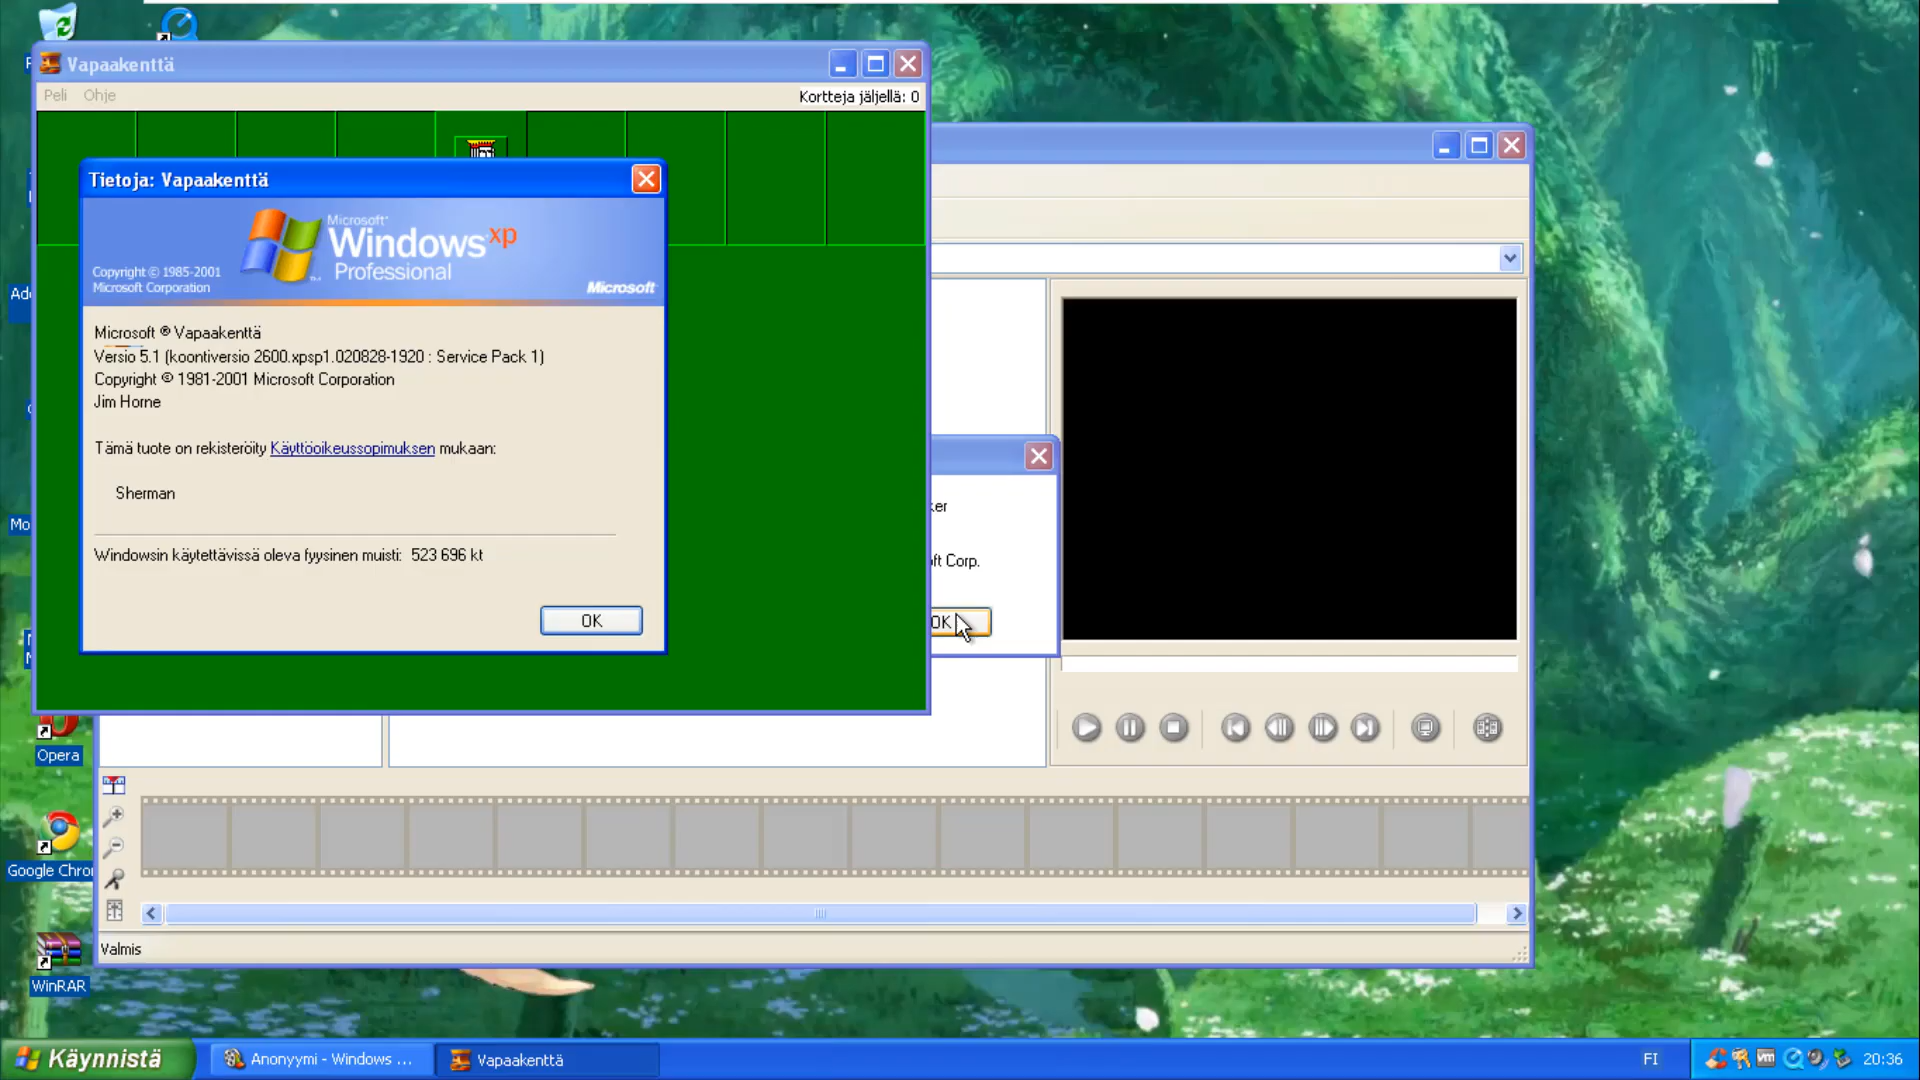 Vapaakenttä
Peli Ohje
Kortteja jäljellä: 0
Tietoja: Vapaakenttä
Microsoft
Windows xp
Professional
Copyright © 1985-2001
Microsoft Corporation
Microsoft
Microsoft ® Vapaakenttä
Versio 5.1 (koontiversio 2600.xpsp1.020828-1920 : Service Pack 1)
Copyright © 1981-2001 Microsoft Corporation
Jim Horne
Tämä tuote on rekisteröity Käyttöoikeussopimuksen mukaan:
Sherman
Windowsin käytettävissä oleva fyysinen muisti: 523 696 kt
OK
ker
ft Corp.
OK
Opera
Google Chro
WinRAR
Valmis
Käynnistä
Anonyymi - Windows ...
Vapaakenttä
FI
20:36